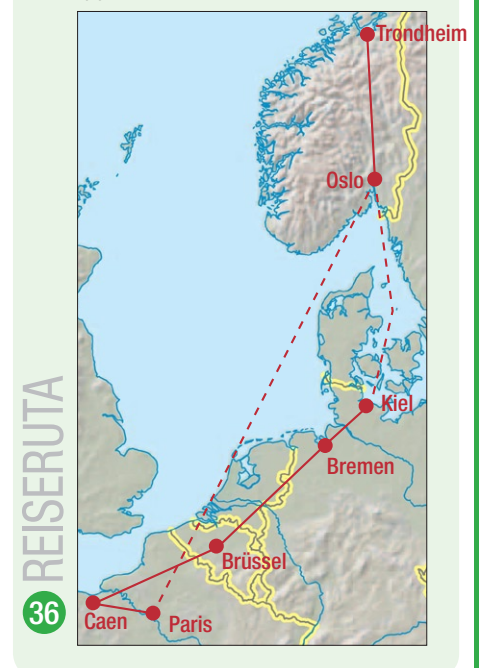 Trondheim
Oslo
Kiel
Bremen
Brüssel
Caen
Paris
REISERUTA
36